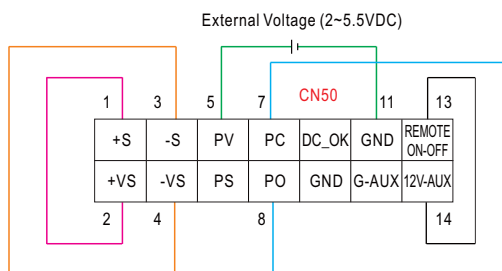 External Voltage (2~5.5VDC)
CN50
1 3 5 7 11 13
+S -S PV PC DC_OK GND REMOTE ON-OFF
+VS -VS PS PO GND G-AUX 12V-AUX
2 4 8 14